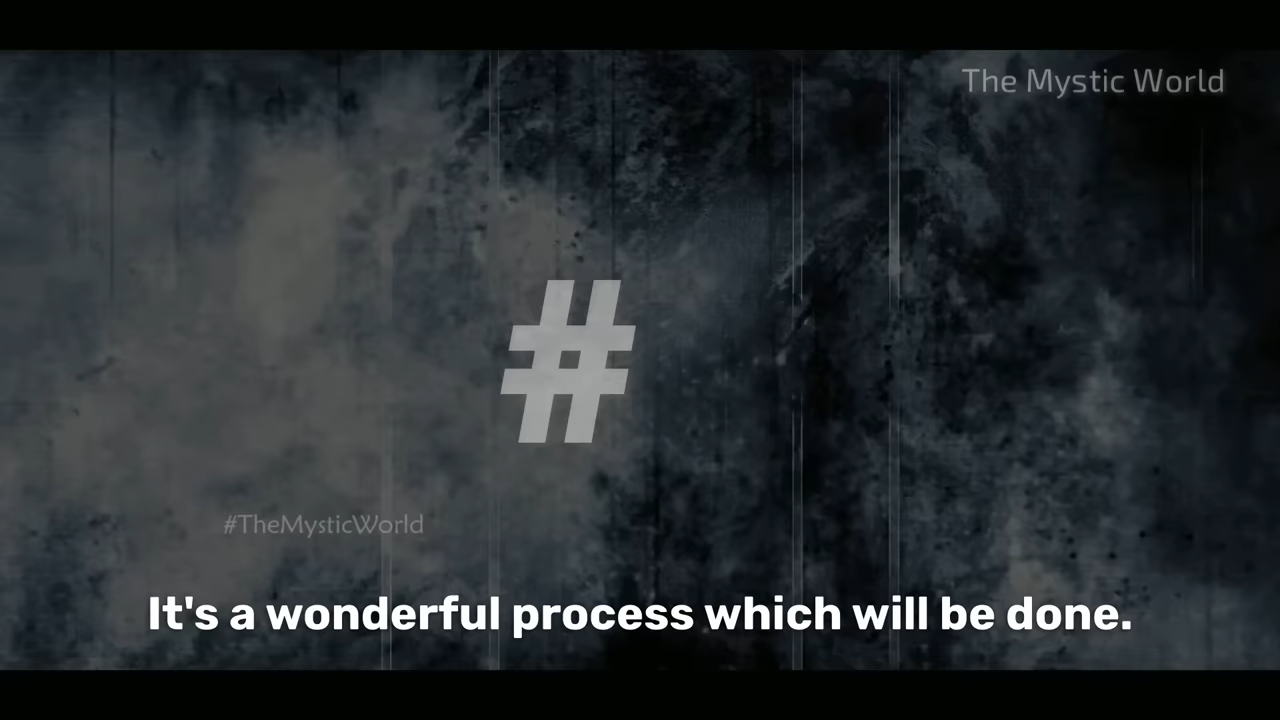 The Mystic World
#
#TheMysticWorld
It's a wonderful process which will be done.